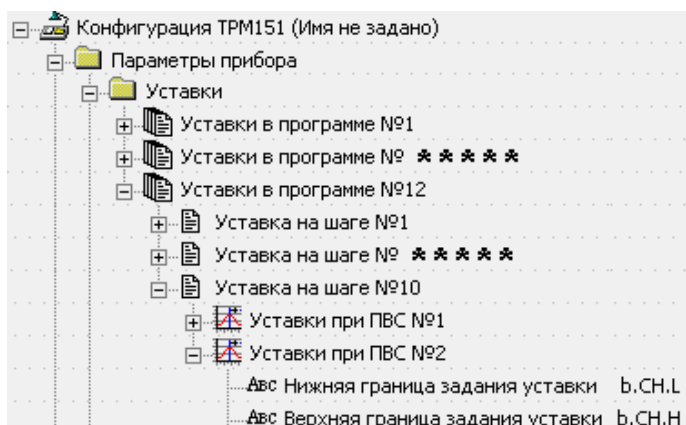 Конфигурация ТРМ151 (Имя не задано)
Параметры прибора
Уставки
Уставки в программе №1
Уставки в программе № * * * * *
Уставки в программе №12
Уставка на шаге №1
Уставка на шаге № * * * * *
Уставка на шаге №10
Уставки при ПВС №1
Уставки при ПВС №2
Авс Нижняя граница задания уставки b.CH.L
Авс Верхняя граница задания уставки b.CH.H